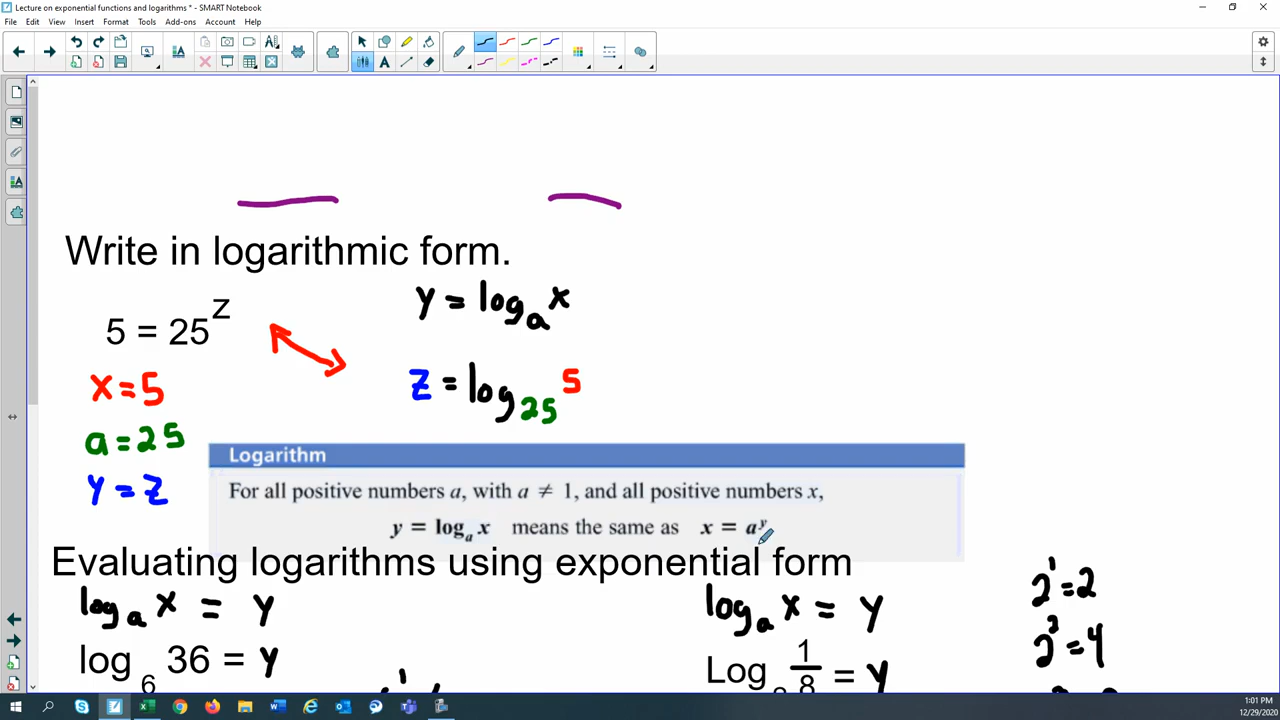 Lecture on exponential functions and logarithms * - SMART Notebook
File Edit View Insert Format Tools Add-ons Account Help
Write in logarithmic form.
5 = 25^z
y = log_a x
x = 5
z = log_25 5
a = 25
y = z
Logarithm
For all positive numbers a, with a ≠ 1, and all positive numbers x,
y = log_a x means the same as x = a^y
Evaluating logarithms using exponential form
log_a x = y
log_a x = y
2^1 = 2
log_6 36 = y
Log 1/8 = y
2^2 = 4
1:01 PM
12/29/2020